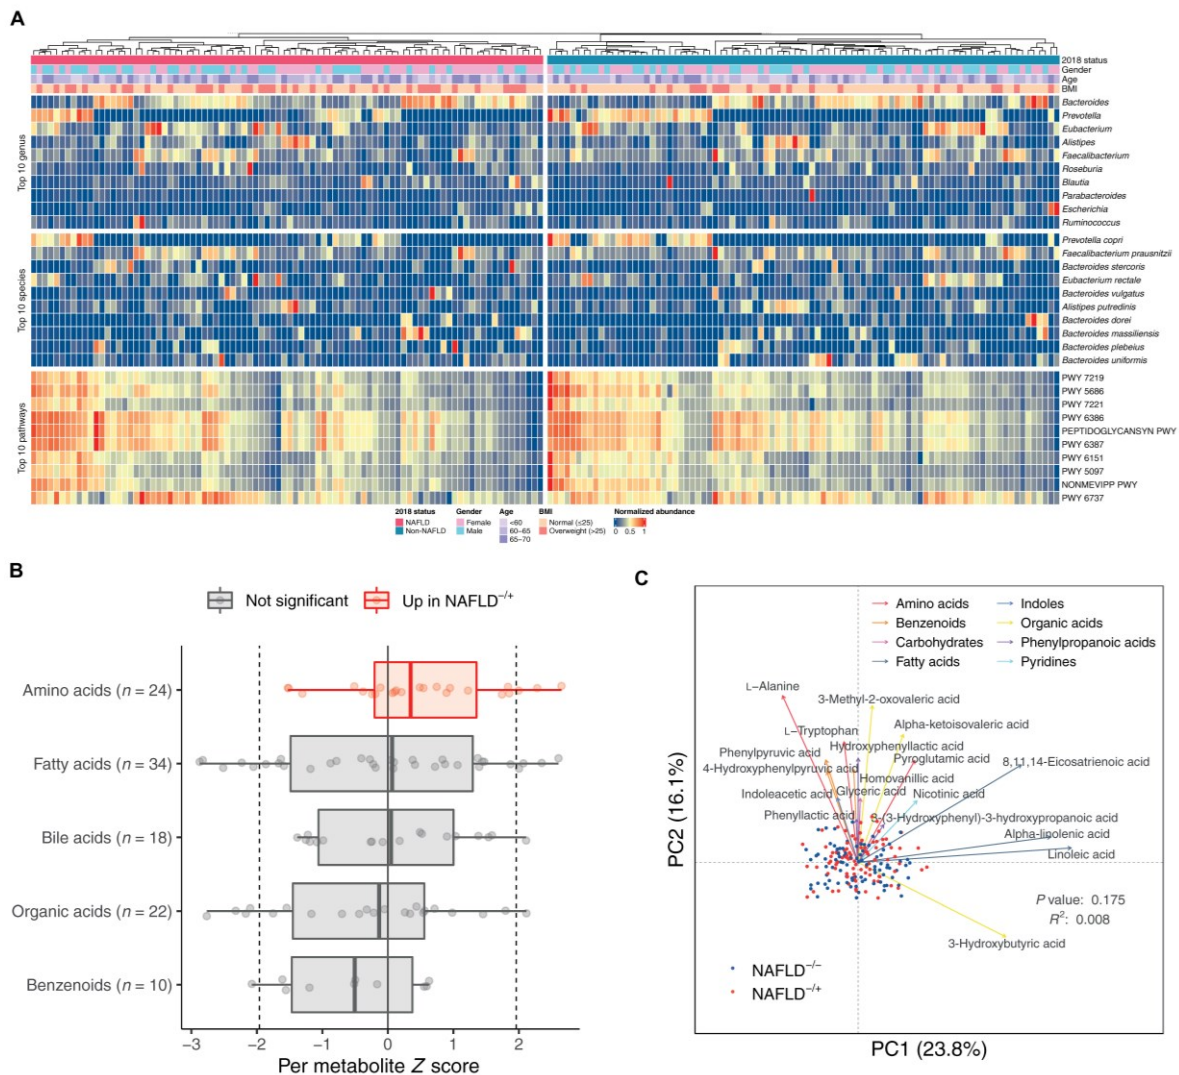 A
2018 status
Gender
Age
BMI
Top 10 genus
Bacteroides
Prevotella
Eubacterium
Alistipes
Faecalibacterium
Roseburia
Blautia
Parabacteroides
Escherichia
Ruminococcus
Top 10 species
Prevotella copri
Faecalibacterium prausnitzii
Bacteroides stercoris
Eubacterium rectale
Bacteroides vulgatus
Alistipes putredinis
Bacteroides dorei
Bacteroides massiliensis
Bacteroides plebeius
Bacteroides uniformis
Top 10 pathways
PWY 7219
PWY 5686
PWY 7221
PWY 6386
PEPTIDOGLYCANSYN PWY
PWY 6387
PWY 6151
PWY 5097
NONMEVIPP PWY
PWY 6737
2018 status Gender Age BMI Normalized abundance
NAFLD Female <60 Normal (≤25)
Non-NAFLD Male 60–65 Overweight (>25) 0 0.5 1
65–70
B
Not significant Up in NAFLD−/+
Amino acids (n = 24)
Fatty acids (n = 34)
Bile acids (n = 18)
Organic acids (n = 22)
Benzenoids (n = 10)
−3 −2 −1 0 1 2
Per metabolite Z score
C
Amino acids Indoles
Benzenoids Organic acids
Carbohydrates Phenylpropanoic acids
Fatty acids Pyridines
L–Alanine
3-Methyl-2-oxovaleric acid
L–Tryptophan
Alpha-ketoisovaleric acid
Hydroxyphenyllactic acid
Phenylpyruvic acid
Pyroglutamic acid
8,11,14-Eicosatrienoic acid
4-Hydroxyphenylpyruvic acid
Homovanillic acid
Indoleacetic acid
Glyceric acid
Nicotinic acid
Phenyllactic acid
3-(3-Hydroxyphenyl)-3-hydroxypropanoic acid
Alpha-linolenic acid
Linoleic acid
P value: 0.175
R2: 0.008
3-Hydroxybutyric acid
NAFLD−/−
NAFLD−/+
PC2 (16.1%)
PC1 (23.8%)